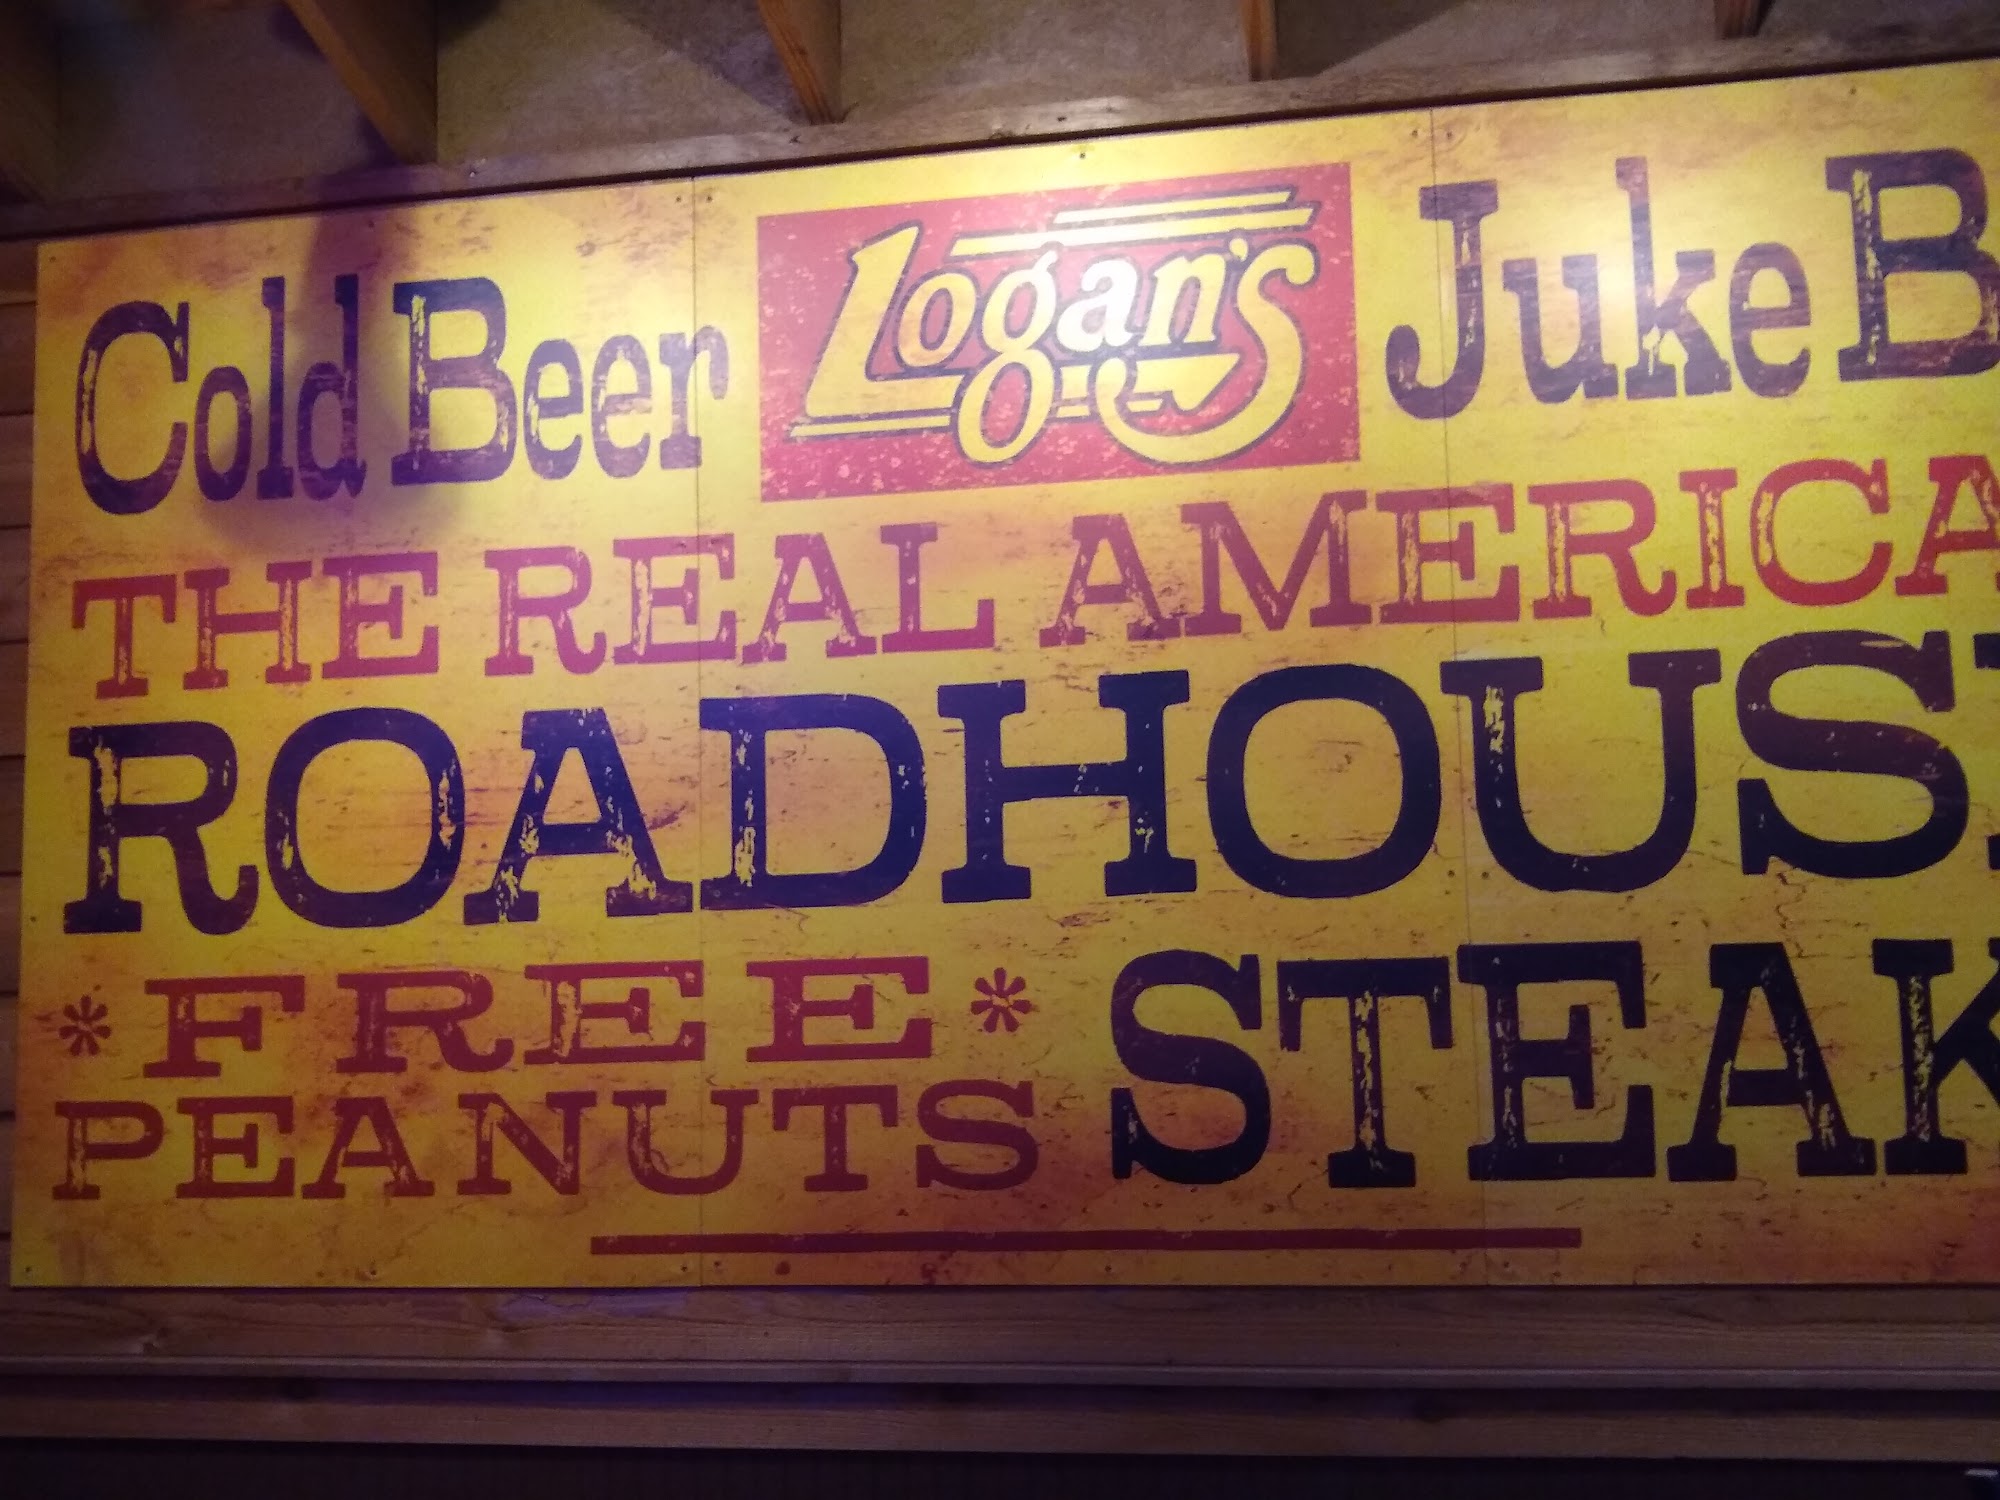 Cold Beer Logan's Juke B
THE REAL AMERICA
ROADHOUS
* FREE *
PEANUTS STEAK